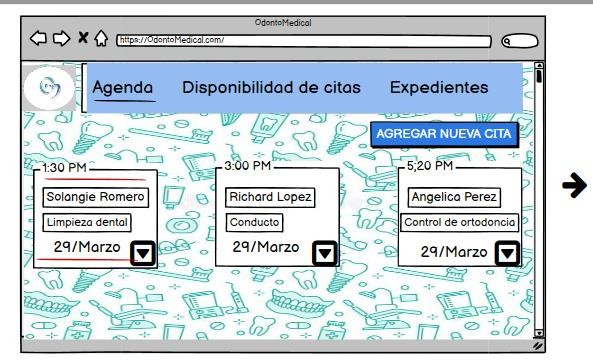 OdontoMedical
https://OdontoMedical.com/
Agenda Disponibilidad de citas Expedientes
AGREGAR NUEVA CITA
1:30 PM
Solangie Romero
Limpieza dental
29/Marzo
3:00 PM
Richard Lopez
Conducto
29/Marzo
5;20 PM
Angelica Perez
Control de ortodoncia
29/Marzo